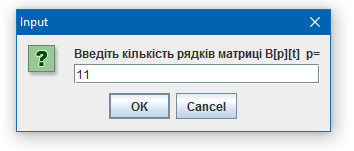 Input
Введіть кількість рядків матриці B[p][t]  p=
11
OK
Cancel